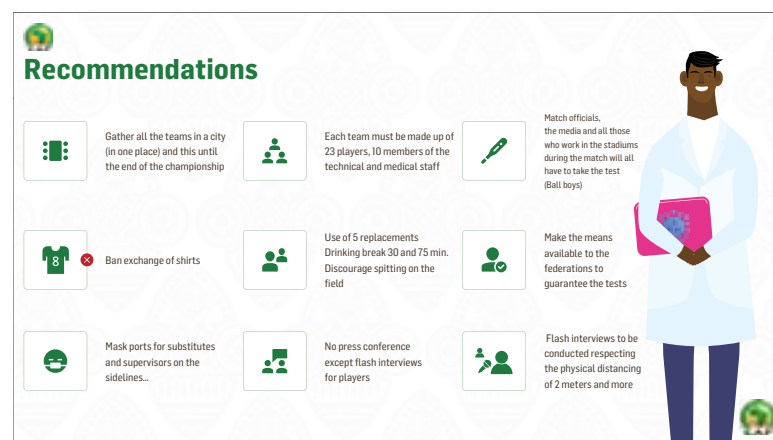 Recommendations
Gather all the teams in a city
(in one place) and this until
the end of the championship
Each team must be made up of
23 players, 10 members of the
technical and medical staff
Match officials,
the media and all those
who work in the stadiums
during the match will all
have to take the test
(Ball boys)
8
Ban exchange of shirts
Use of 5 replacements
Drinking break 30 and 75 min.
Discourage spitting on the
field
Make the means
available to the
federations to
guarantee the tests
Mask ports for substitutes
and supervisors on the
sidelines...
No press conference
except flash interviews
for players
Flash interviews to be
conducted respecting
the physical distancing
of 2 meters and more